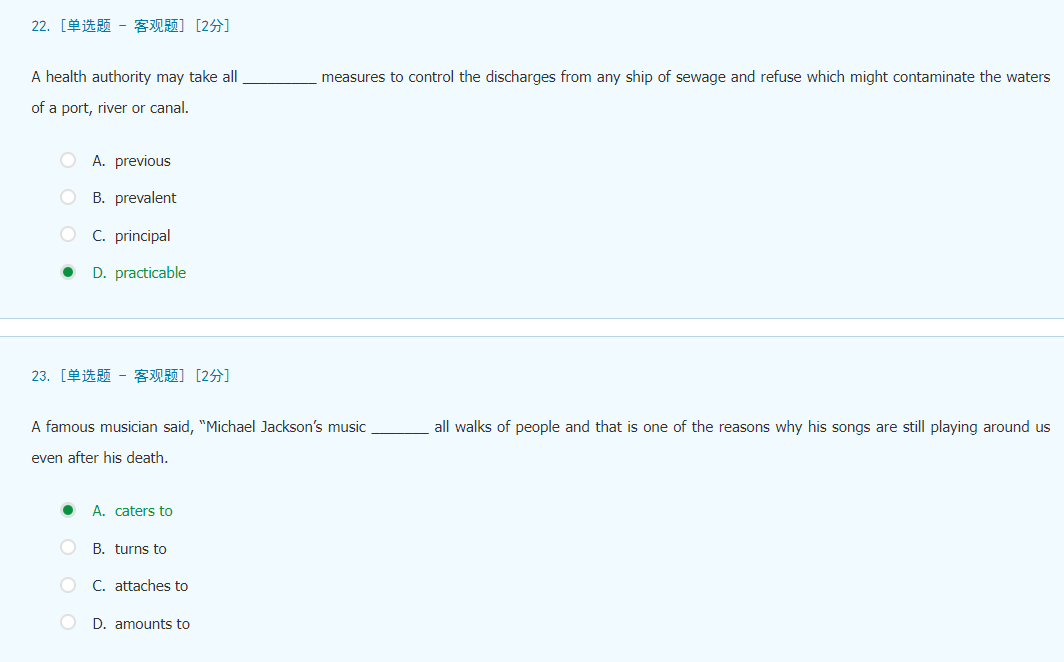 22. [单选题 - 客观题] [2分]
A health authority may take all _________ measures to control the discharges from any ship of sewage and refuse which might contaminate the waters
of a port, river or canal.
A. previous
B. prevalent
C. principal
D. practicable
23. [单选题 - 客观题] [2分]
A famous musician said, “Michael Jackson’s music _______ all walks of people and that is one of the reasons why his songs are still playing around us
even after his death.
A. caters to
B. turns to
C. attaches to
D. amounts to